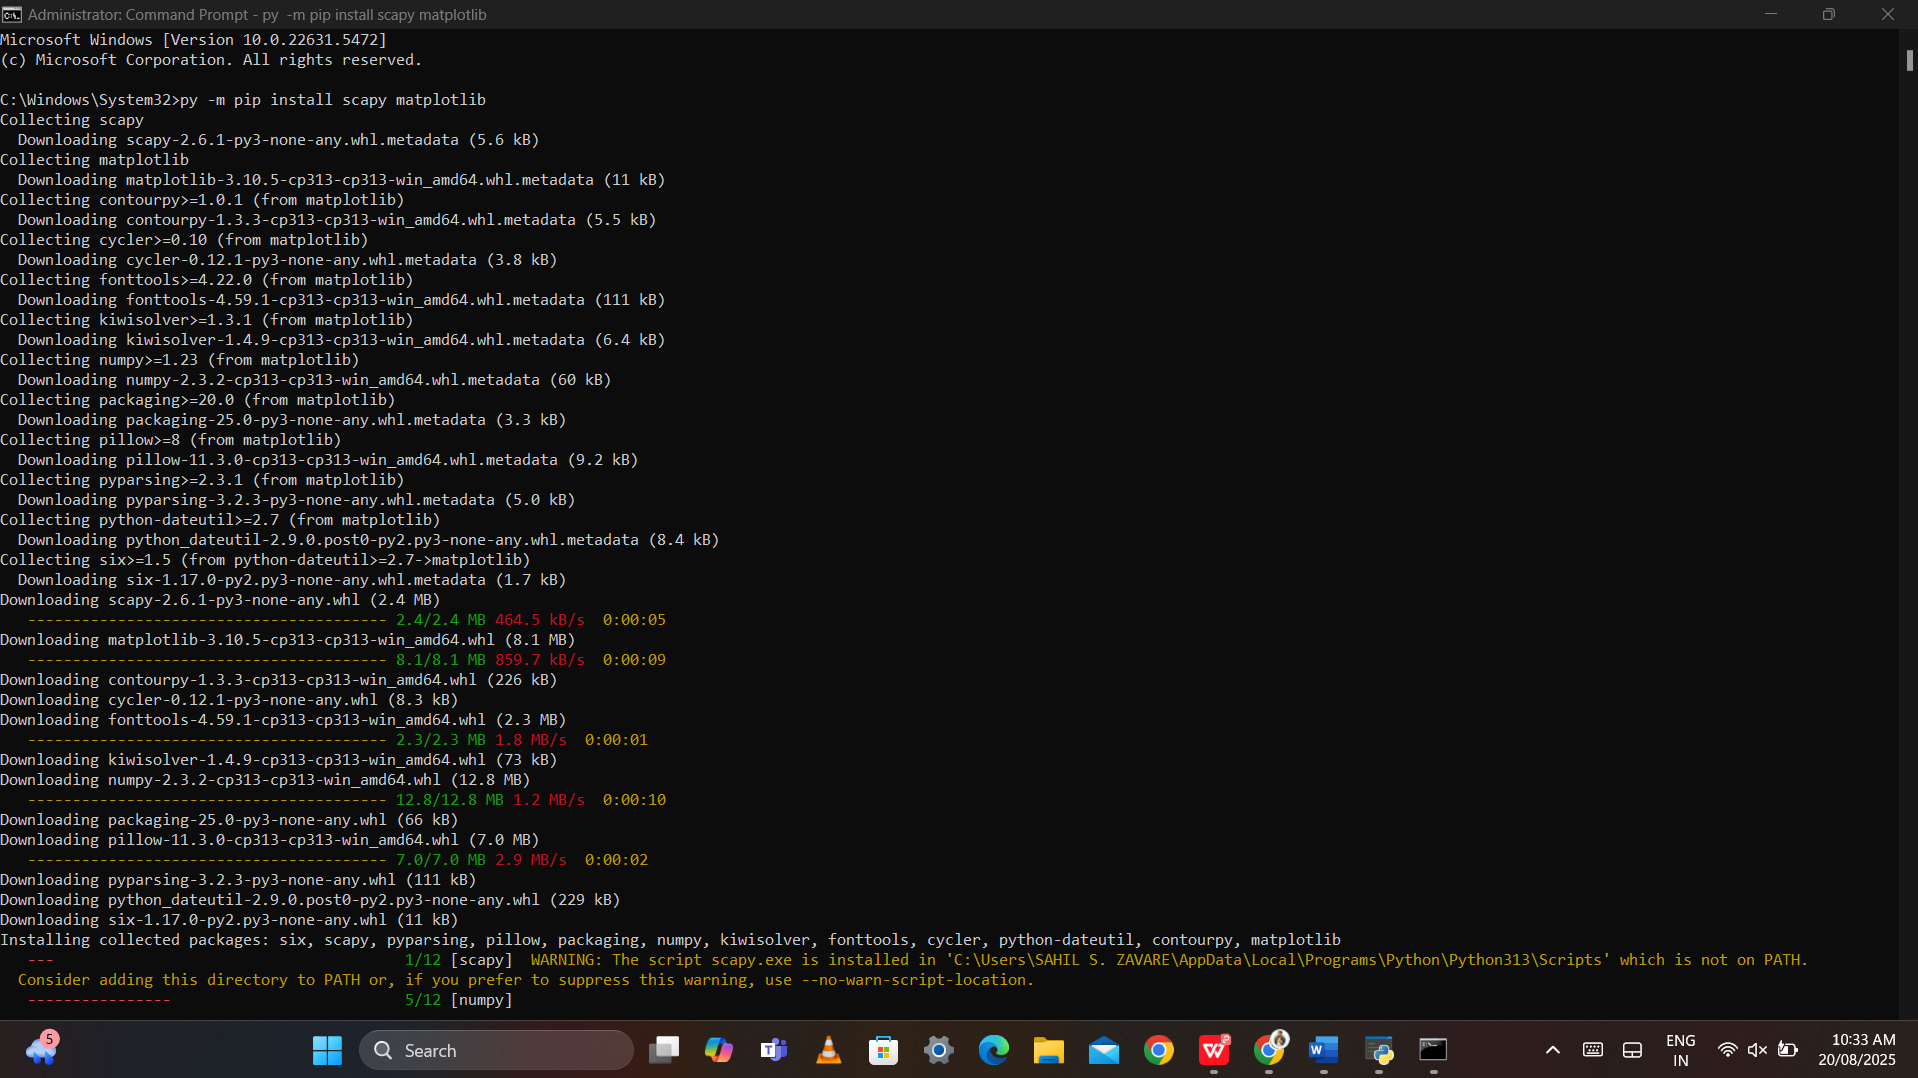 Administrator: Command Prompt - py  -m pip install scapy matplotlib
Microsoft Windows [Version 10.0.22631.5472]
(c) Microsoft Corporation. All rights reserved.
C:\Windows\System32>py -m pip install scapy matplotlib
Collecting scapy
  Downloading scapy-2.6.1-py3-none-any.whl.metadata (5.6 kB)
Collecting matplotlib
  Downloading matplotlib-3.10.5-cp313-cp313-win_amd64.whl.metadata (11 kB)
Collecting contourpy>=1.0.1 (from matplotlib)
  Downloading contourpy-1.3.3-cp313-cp313-win_amd64.whl.metadata (5.5 kB)
Collecting cycler>=0.10 (from matplotlib)
  Downloading cycler-0.12.1-py3-none-any.whl.metadata (3.8 kB)
Collecting fonttools>=4.22.0 (from matplotlib)
  Downloading fonttools-4.59.1-cp313-cp313-win_amd64.whl.metadata (111 kB)
Collecting kiwisolver>=1.3.1 (from matplotlib)
  Downloading kiwisolver-1.4.9-cp313-cp313-win_amd64.whl.metadata (6.4 kB)
Collecting numpy>=1.23 (from matplotlib)
  Downloading numpy-2.3.2-cp313-cp313-win_amd64.whl.metadata (60 kB)
Collecting packaging>=20.0 (from matplotlib)
  Downloading packaging-25.0-py3-none-any.whl.metadata (3.3 kB)
Collecting pillow>=8 (from matplotlib)
  Downloading pillow-11.3.0-cp313-cp313-win_amd64.whl.metadata (9.2 kB)
Collecting pyparsing>=2.3.1 (from matplotlib)
  Downloading pyparsing-3.2.3-py3-none-any.whl.metadata (5.0 kB)
Collecting python-dateutil>=2.7 (from matplotlib)
  Downloading python_dateutil-2.9.0.post0-py2.py3-none-any.whl.metadata (8.4 kB)
Collecting six>=1.5 (from python-dateutil>=2.7->matplotlib)
  Downloading six-1.17.0-py2.py3-none-any.whl.metadata (1.7 kB)
Downloading scapy-2.6.1-py3-none-any.whl (2.4 MB)
   ---------------------------------------- 2.4/2.4 MB 464.5 kB/s  0:00:05
Downloading matplotlib-3.10.5-cp313-cp313-win_amd64.whl (8.1 MB)
   ---------------------------------------- 8.1/8.1 MB 859.7 kB/s  0:00:09
Downloading contourpy-1.3.3-cp313-cp313-win_amd64.whl (226 kB)
Downloading cycler-0.12.1-py3-none-any.whl (8.3 kB)
Downloading fonttools-4.59.1-cp313-cp313-win_amd64.whl (2.3 MB)
   ---------------------------------------- 2.3/2.3 MB 1.8 MB/s  0:00:01
Downloading kiwisolver-1.4.9-cp313-cp313-win_amd64.whl (73 kB)
Downloading numpy-2.3.2-cp313-cp313-win_amd64.whl (12.8 MB)
   ---------------------------------------- 12.8/12.8 MB 1.2 MB/s  0:00:10
Downloading packaging-25.0-py3-none-any.whl (66 kB)
Downloading pillow-11.3.0-cp313-cp313-win_amd64.whl (7.0 MB)
   ---------------------------------------- 7.0/7.0 MB 2.9 MB/s  0:00:02
Downloading pyparsing-3.2.3-py3-none-any.whl (111 kB)
Downloading python_dateutil-2.9.0.post0-py2.py3-none-any.whl (229 kB)
Downloading six-1.17.0-py2.py3-none-any.whl (11 kB)
Installing collected packages: six, scapy, pyparsing, pillow, packaging, numpy, kiwisolver, fonttools, cycler, python-dateutil, contourpy, matplotlib
   ---                                       1/12 [scapy]  WARNING: The script scapy.exe is installed in 'C:\Users\SAHIL S. ZAVARE\AppData\Local\Programs\Python\Python313\Scripts' which is not on PATH.
  Consider adding this directory to PATH or, if you prefer to suppress this warning, use --no-warn-script-location.
   ----------------                          5/12 [numpy]
5
Search
ENG
IN
10:33 AM
20/08/2025